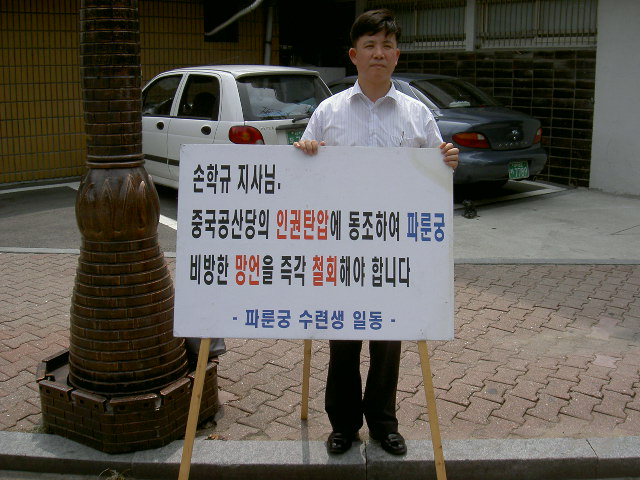 손학규 지사님.
중국공산당의 인권탄압에 동조하여 파룬궁
비방한 망언을 즉각 철회해야 합니다
- 파룬궁 수련생 일동 -